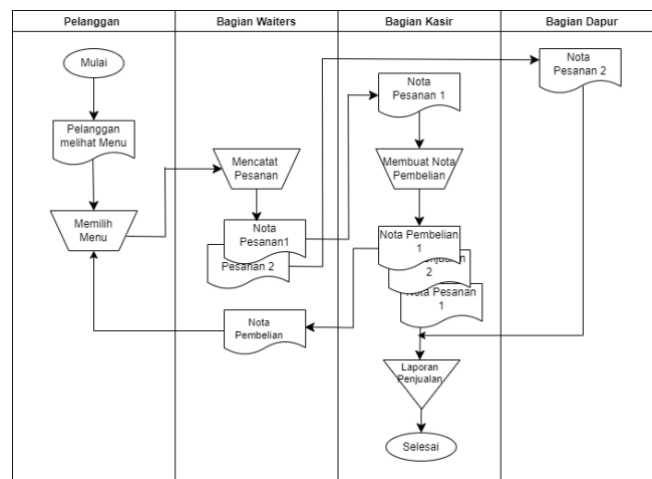 Pelanggan
Bagian Waiters
Bagian Kasir
Bagian Dapur
Mulai
Pelanggan
melihat Menu
Memilih
Menu
Mencatat
Pesanan
Nota
Pesanan1
Pesanan 2
Nota
Pembelian
Nota
Pesanan 1
Membuat Nota
Pembelian
Nota Pembelian
1
2
Nota Pesanan
1
Laporan
Penjualan
Selesai
Nota
Pesanan 2